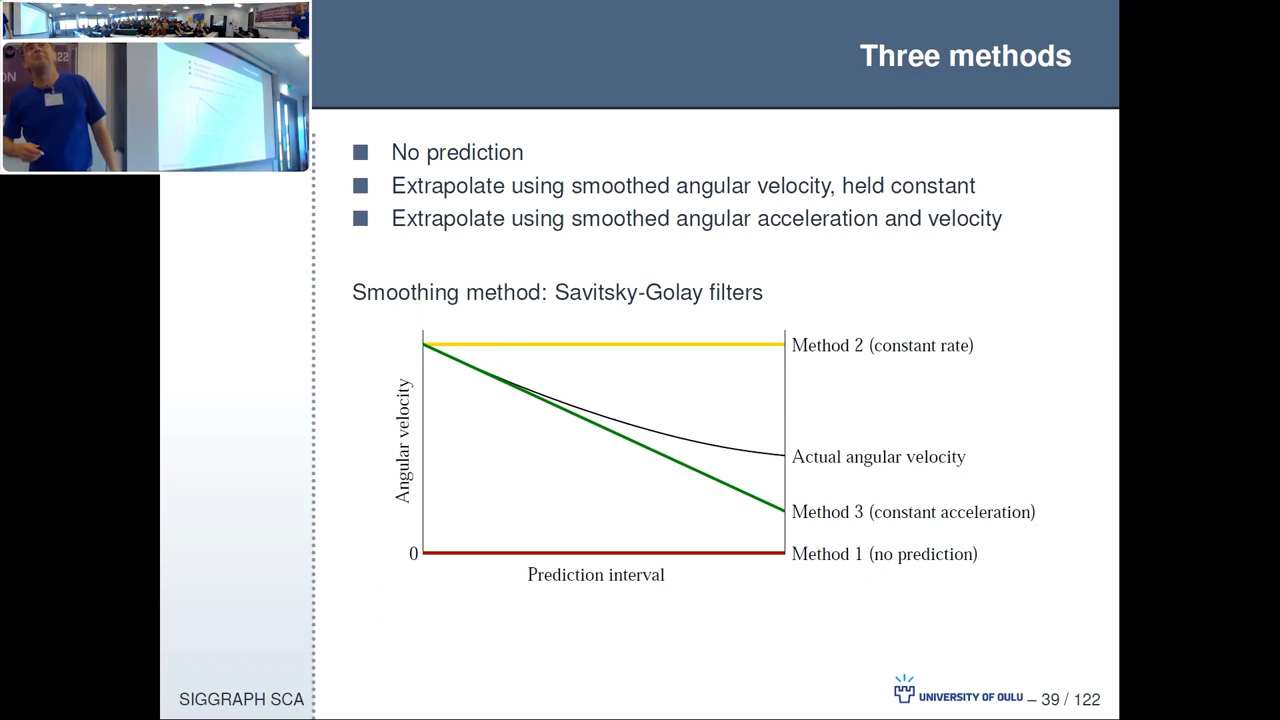 Three methods
No prediction
Extrapolate using smoothed angular velocity, held constant
Extrapolate using smoothed angular acceleration and velocity
Smoothing method: Savitsky-Golay filters
Method 2 (constant rate)
Angular velocity
Actual angular velocity
Method 3 (constant acceleration)
0
Method 1 (no prediction)
Prediction interval
SIGGRAPH SCA
UNIVERSITY OF OULU – 39 / 122